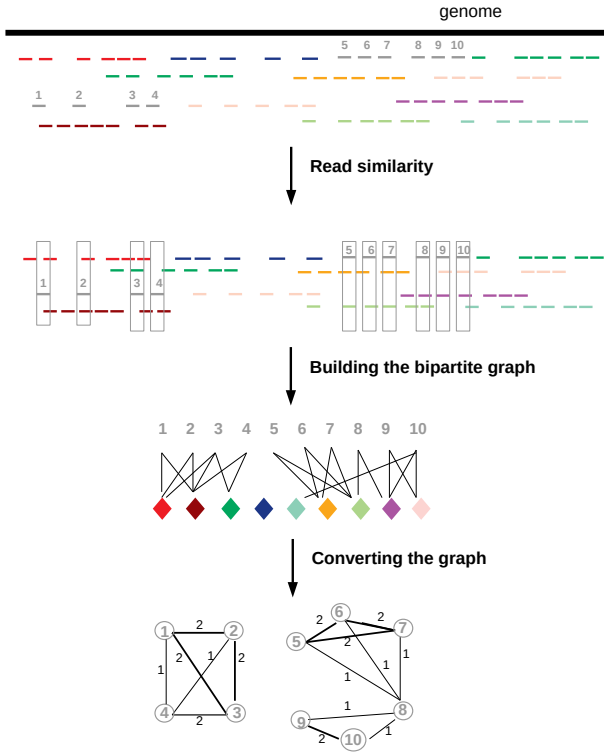 genome
5 6 7 8 9 10
1 2 3 4
Read similarity
5 6 7 8 9 10
1 2 3 4
Building the bipartite graph
1 2 3 4 5 6 7 8 9 10
Converting the graph
6
2 2
1 2 2 5 2 7
2 1 2 1 1
1 1
4 2 3 1 8
9 1
2 10 1